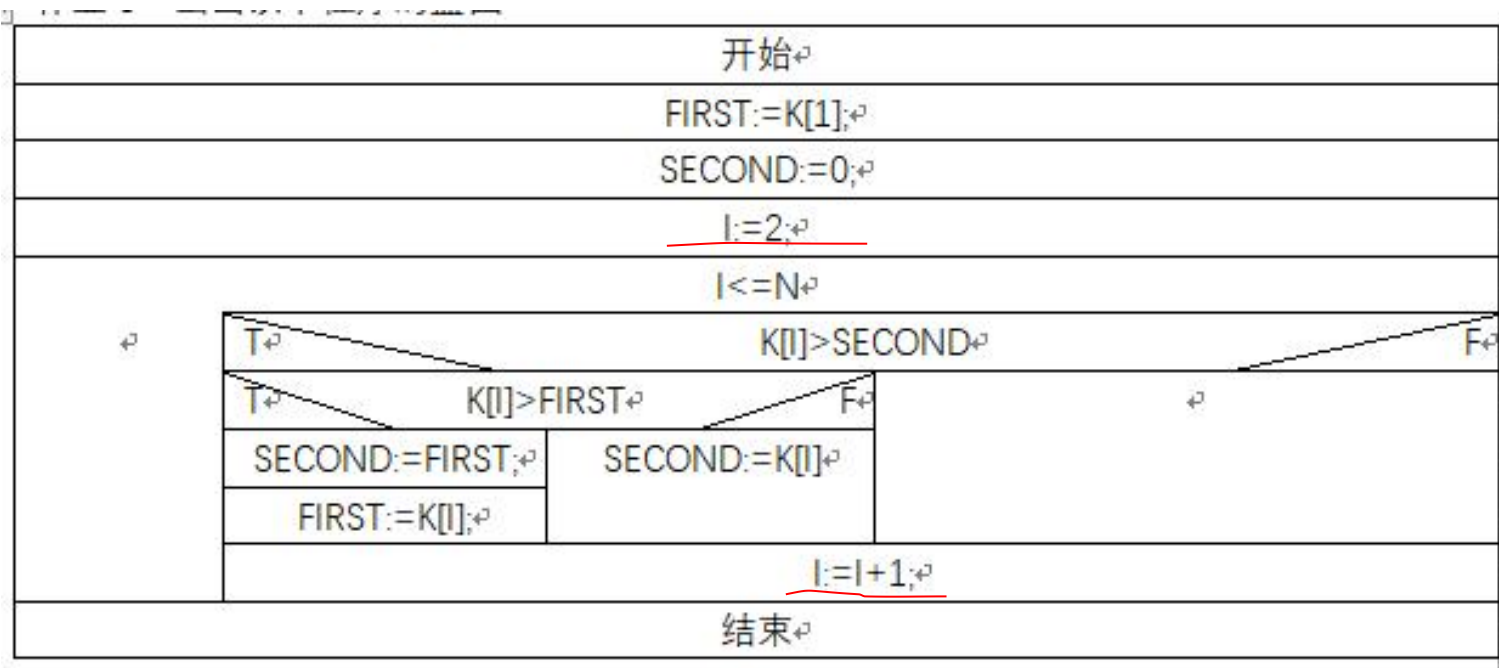 开始
FIRST:=K[1];
SECOND:=0;
I:=2;
I<=N
T K[I]>SECOND F
T K[I]>FIRST F
SECOND:=FIRST; SECOND:=K[I]
FIRST:=K[I];
I:=I+1;
结束